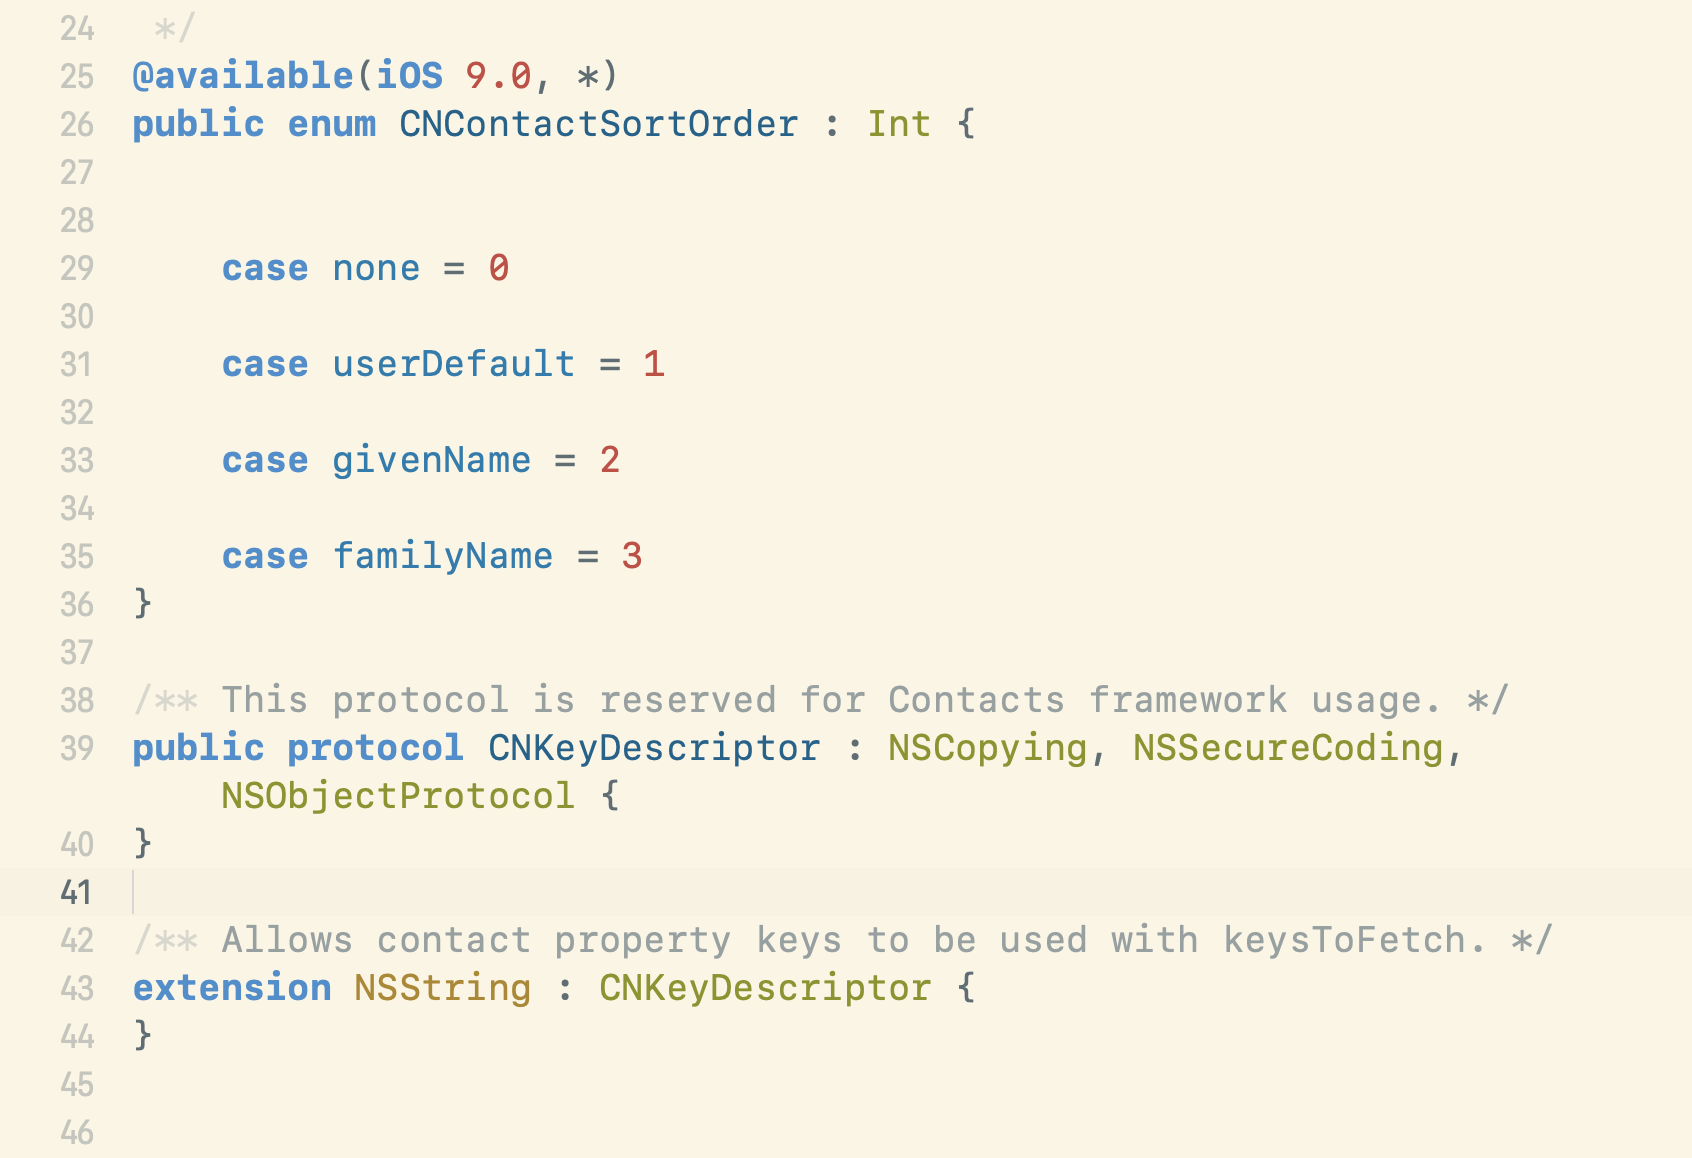 24  */
25 @available(iOS 9.0, *)
26 public enum CNContactSortOrder : Int {
27
28
29     case none = 0
30
31     case userDefault = 1
32
33     case givenName = 2
34
35     case familyName = 3
36 }
37
38 /** This protocol is reserved for Contacts framework usage. */
39 public protocol CNKeyDescriptor : NSCopying, NSSecureCoding,
    NSObjectProtocol {
40 }
41
42 /** Allows contact property keys to be used with keysToFetch. */
43 extension NSString : CNKeyDescriptor {
44 }
45
46